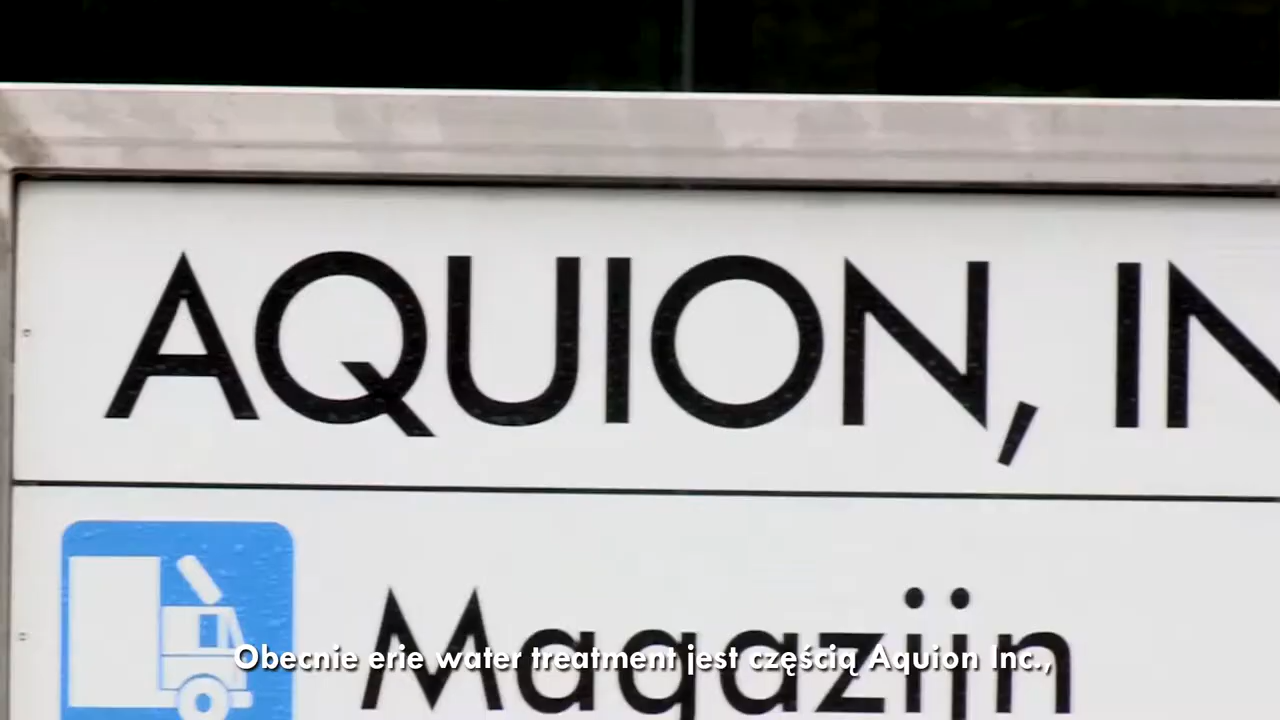 AQUION, IN
Magazijn
Obecnie erie water treatment jest częścią Aquion Inc.,